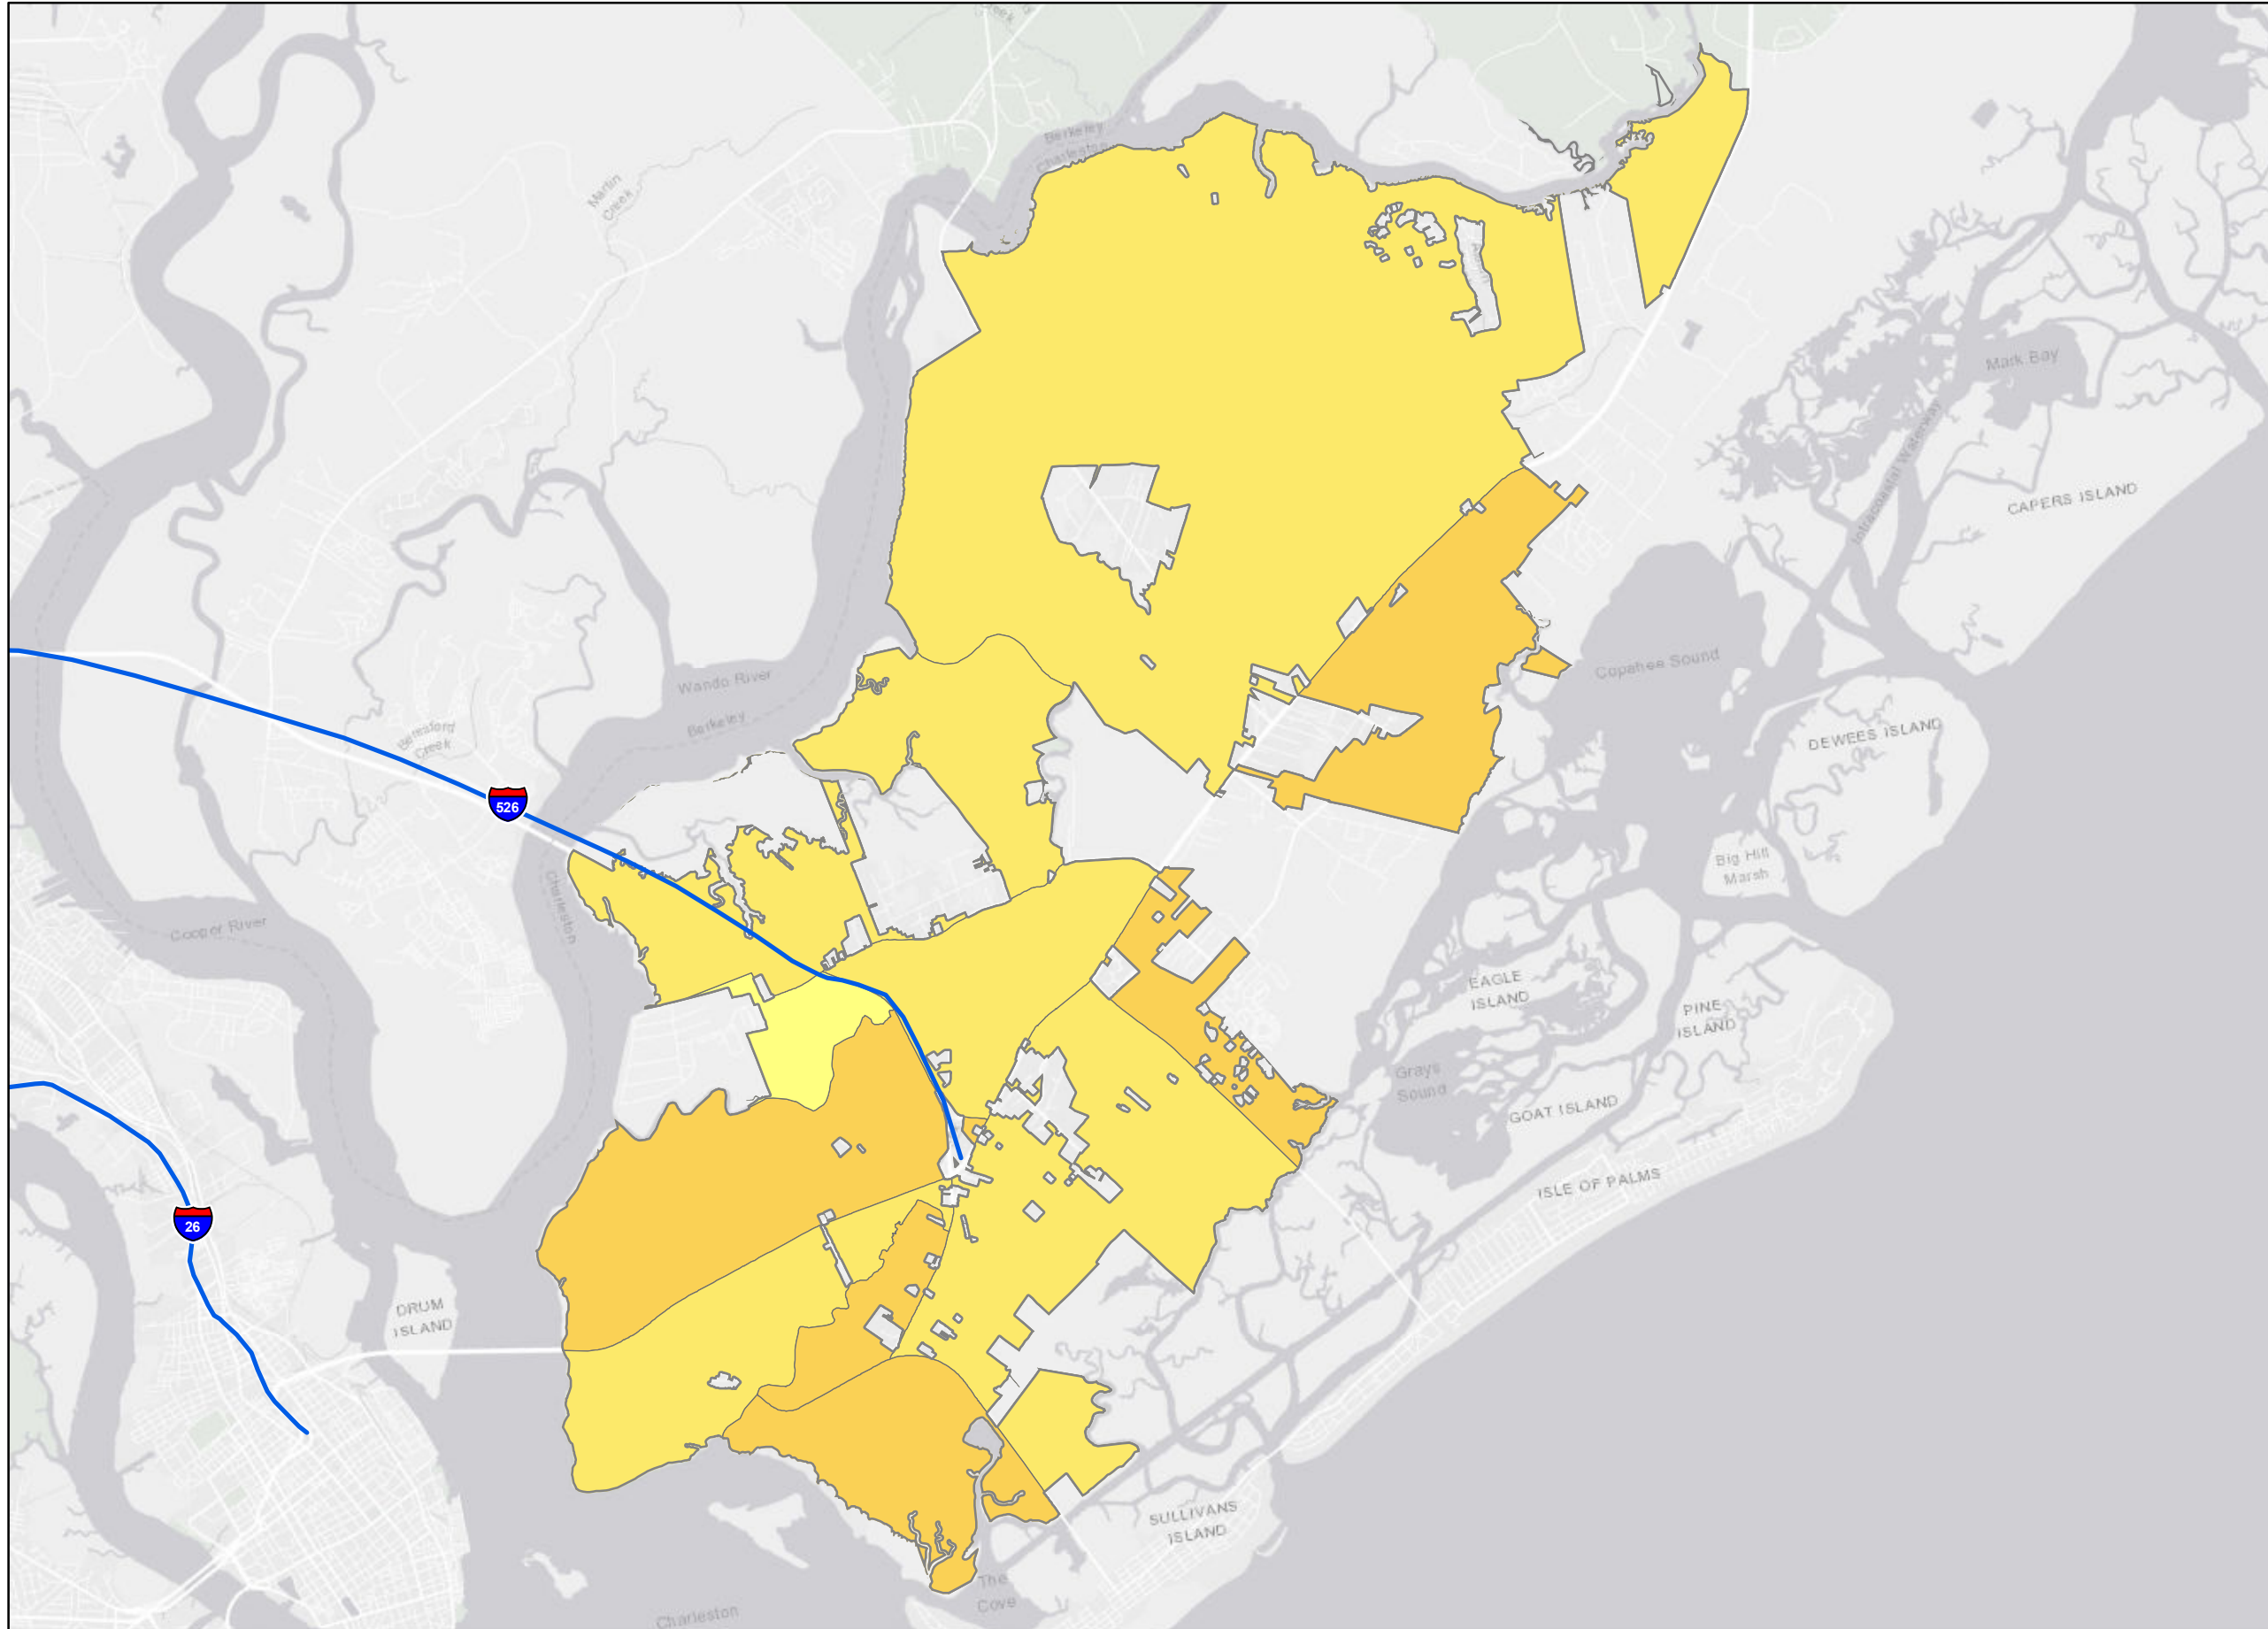 Creek
Berkeley
Charleston
Martin
Creek
Mark Bay
Intracoastal Waterway
CAPERS ISLAND
Copahee Sound
Wando River
Berkeley
DEWEES ISLAND
Beresford
Creek
526
Big Hill
Marsh
Charleston
Cooper River
EAGLE
ISLAND
PINE
ISLAND
Grays
Sound
GOAT ISLAND
ISLE OF PALMS
26
DRUM
ISLAND
SULLIVANS
ISLAND
The
Cove
Charleston